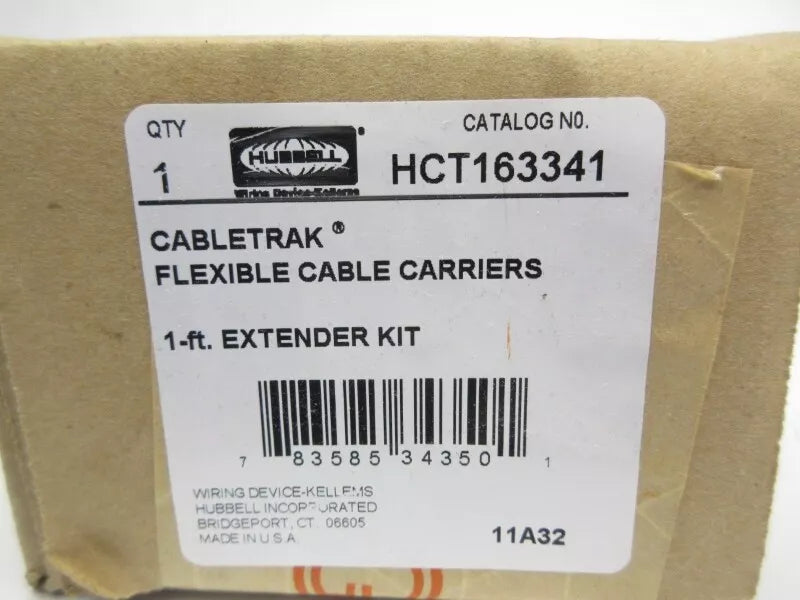 QTY
CATALOG NO.
1
HUBBELL®
HCT163341
Wiring Device-Kellems
CABLETRAK®
FLEXIBLE CABLE CARRIERS
1-ft. EXTENDER KIT
7 83585 34350 1
WIRING DEVICE-KELLEMS
HUBBELL INCORPORATED
BRIDGEPORT, CT 06605
MADE IN U.S.A.
11A32